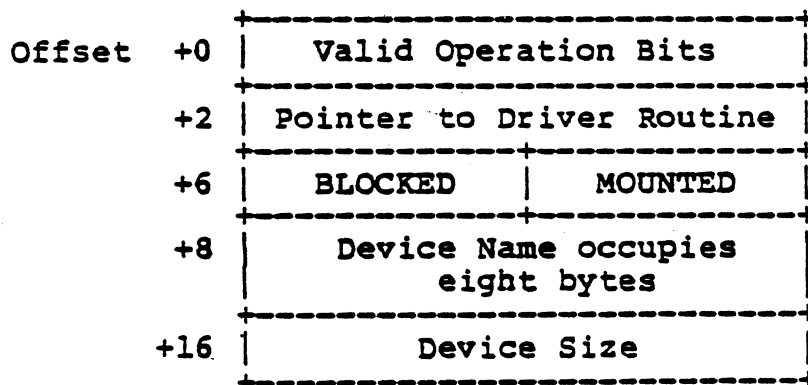 Offset +0 | Valid Operation Bits
+2 | Pointer to Driver Routine
+6 | BLOCKED | MOUNTED
+8 | Device Name occupies
eight bytes
+16 | Device Size